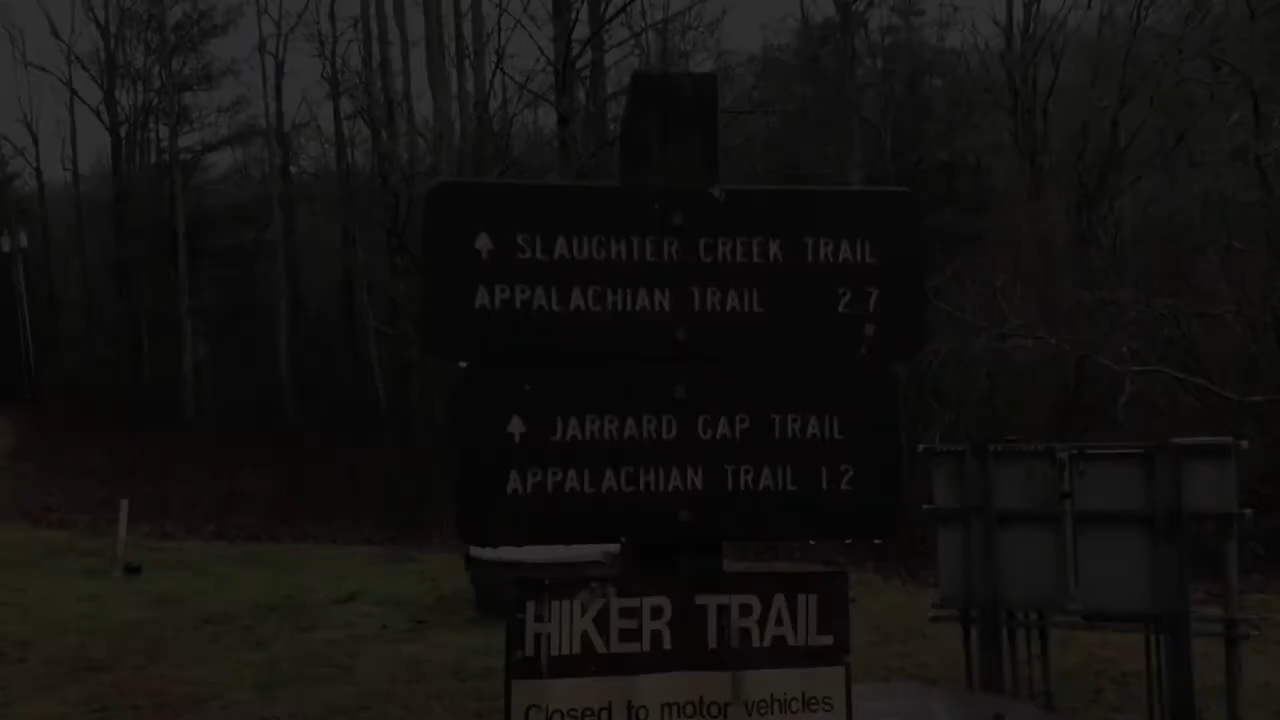 SLAUGHTER CREEK TRAIL
APPALACHIAN TRAIL 2.7
JARRARD GAP TRAIL
APPALACHIAN TRAIL 1.2
HIKER TRAIL
Closed to motor vehicles